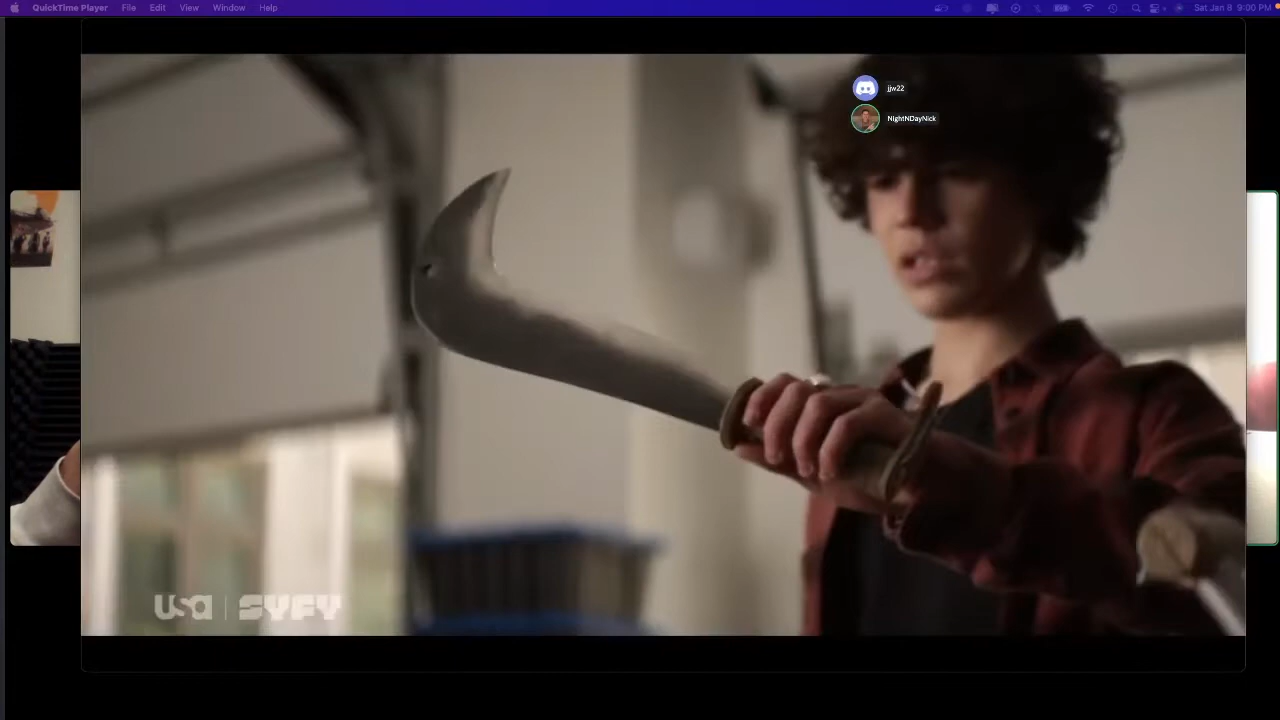 QuickTime Player File Edit View Window Help Sat Jan 8 9:00 PM
jjw22
NightNDayNick
USA | SYFY